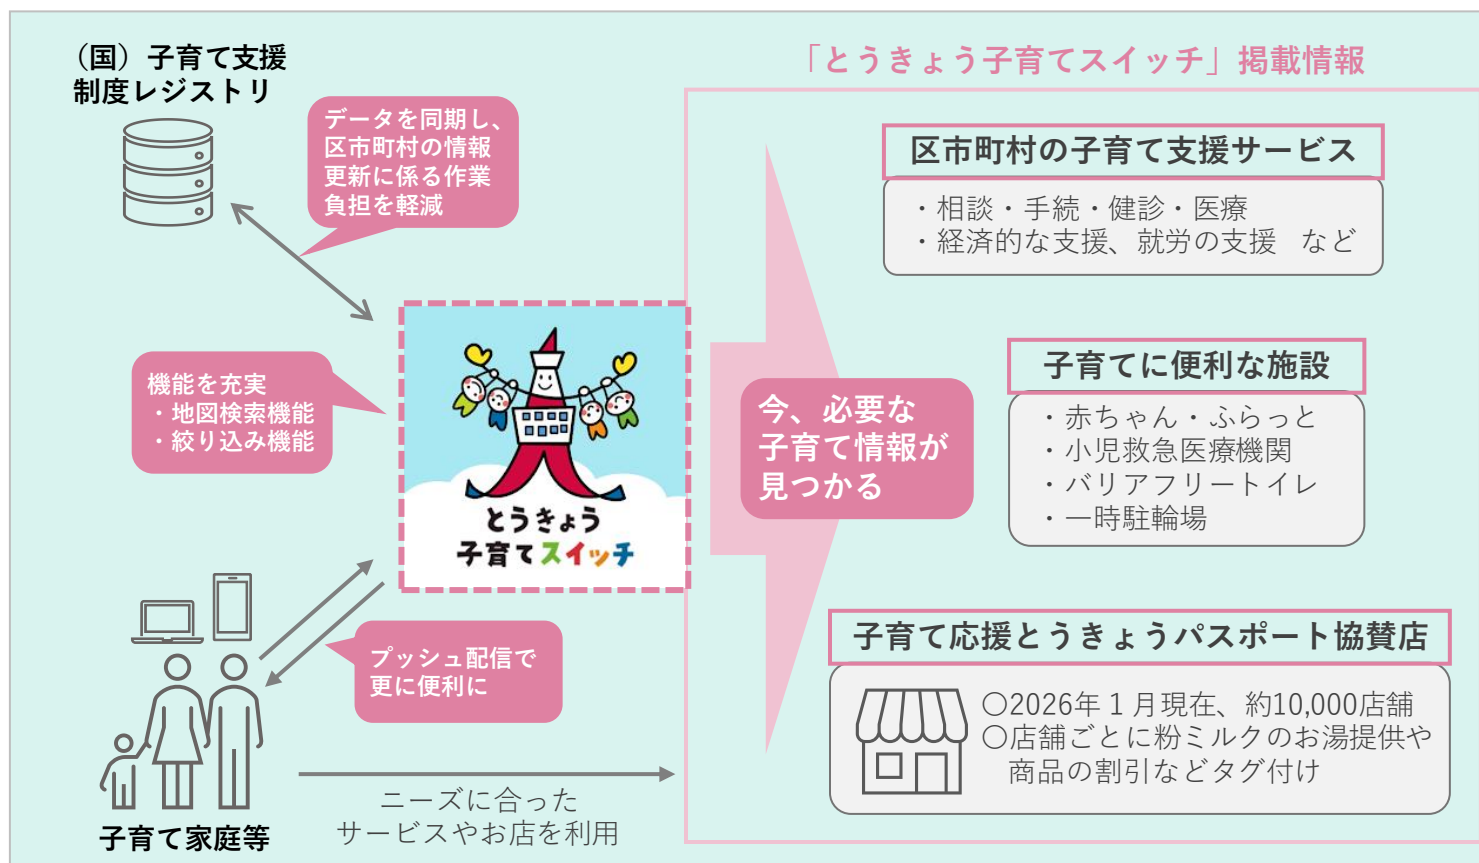 （国）子育て支援
制度レジストリ
データを同期し、
区市町村の情報
更新に係る作業
負担を軽減
機能を充実
・地図検索機能
・絞り込み機能
とうきょう
子育てスイッチ
プッシュ配信で
更に便利に
子育て家庭等
ニーズに合った
サービスやお店を利用
「とうきょう子育てスイッチ」掲載情報
今、必要な
子育て情報が
見つかる
区市町村の子育て支援サービス
・相談・手続・健診・医療
・経済的な支援、就労の支援　など
子育てに便利な施設
・赤ちゃん・ふらっと
・小児救急医療機関
・バリアフリートイレ
・一時駐輪場
子育て応援とうきょうパスポート協賛店
〇2026年１月現在、約10,000店舗
〇店舗ごとに粉ミルクのお湯提供や
商品の割引などタグ付け